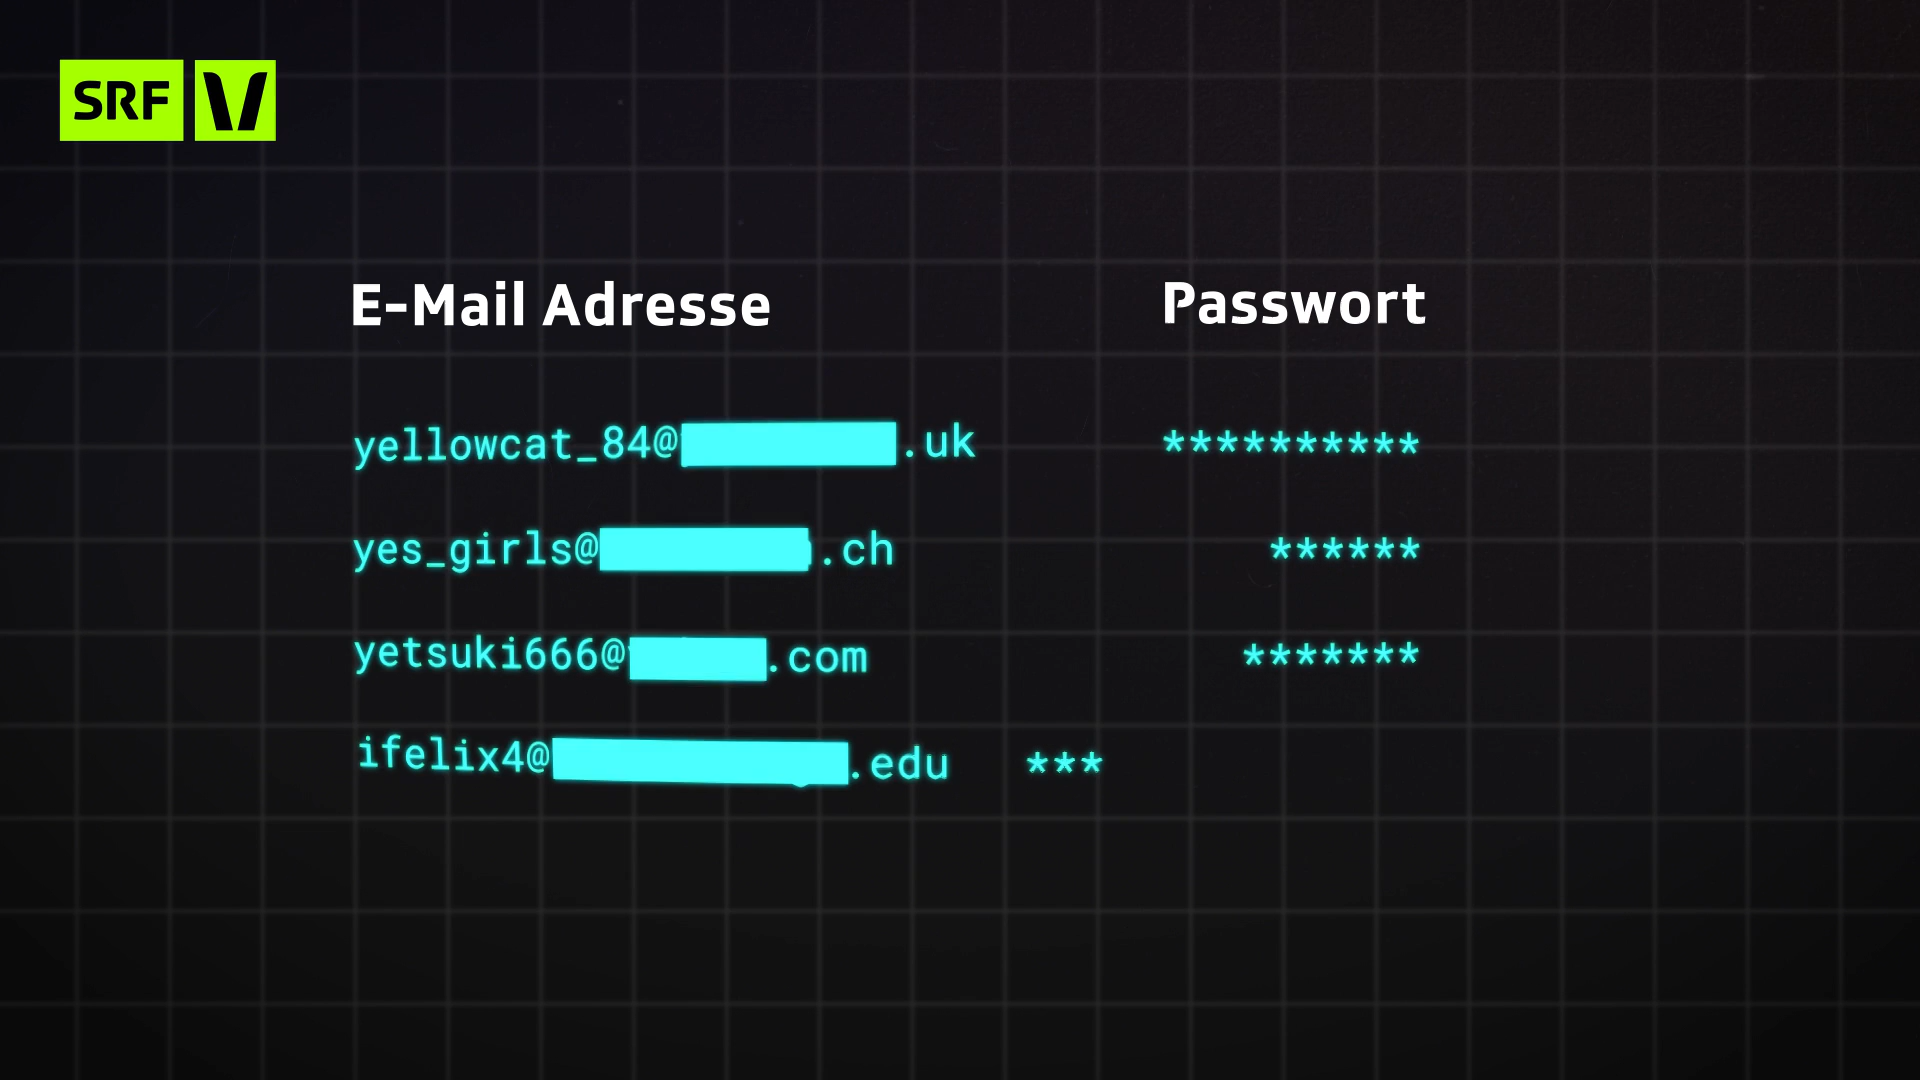 SRF
E-Mail Adresse Passwort
yellowcat_84@ .uk **********
yes_girls@ .ch ******
yetsuki666@ .com *******
ifelix4@ .edu ***